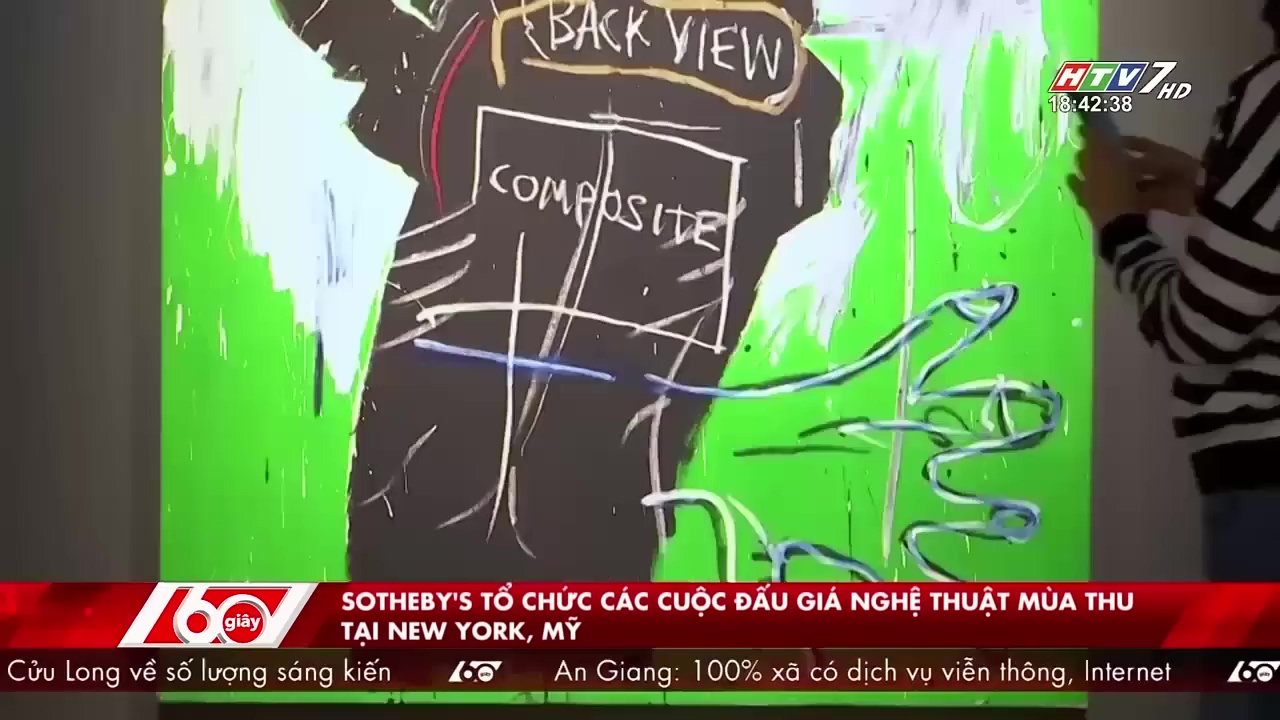 BACK VIEW
HTV7 HD
18:42:38
COMPOSITE
60 giây
SOTHEBY'S TỔ CHỨC CÁC CUỘC ĐẤU GIÁ NGHỆ THUẬT MÙA THU
TẠI NEW YORK, MỸ
Cửu Long về số lượng sáng kiến 60 giây An Giang: 100% xã có dịch vụ viễn thông, Internet 60 giây